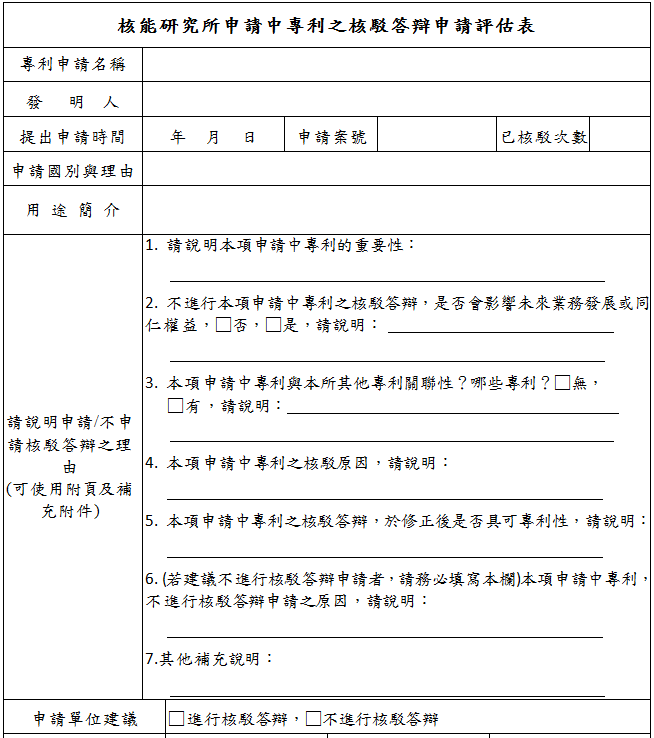 核能研究所申請中專利之核駁答辯申請評估表
專利申請名稱
發 明 人
提出申請時間 年 月 日 申請案號 已核駁次數
申請國別與理由
用 途 簡 介
請說明申請/不申
請核駁答辯之理
由
(可使用附頁及補
充附件)
1. 請說明本項申請中專利的重要性：
2. 不進行本項申請中專利之核駁答辯，是否會影響未來業務發展或同
仁權益，□否，□是，請說明：
3. 本項申請中專利與本所其他專利關聯性？哪些專利？□無，
□有，請說明：
4. 本項申請中專利之核駁原因，請說明：
5. 本項申請中專利之核駁答辯，於修正後是否具可專利性，請說明：
6. (若建議不進行核駁答辯申請者，請務必填寫本欄)本項申請中專利，
不進行核駁答辯申請之原因，請說明：
7.其他補充說明：
申請單位建議 □進行核駁答辯，□不進行核駁答辯